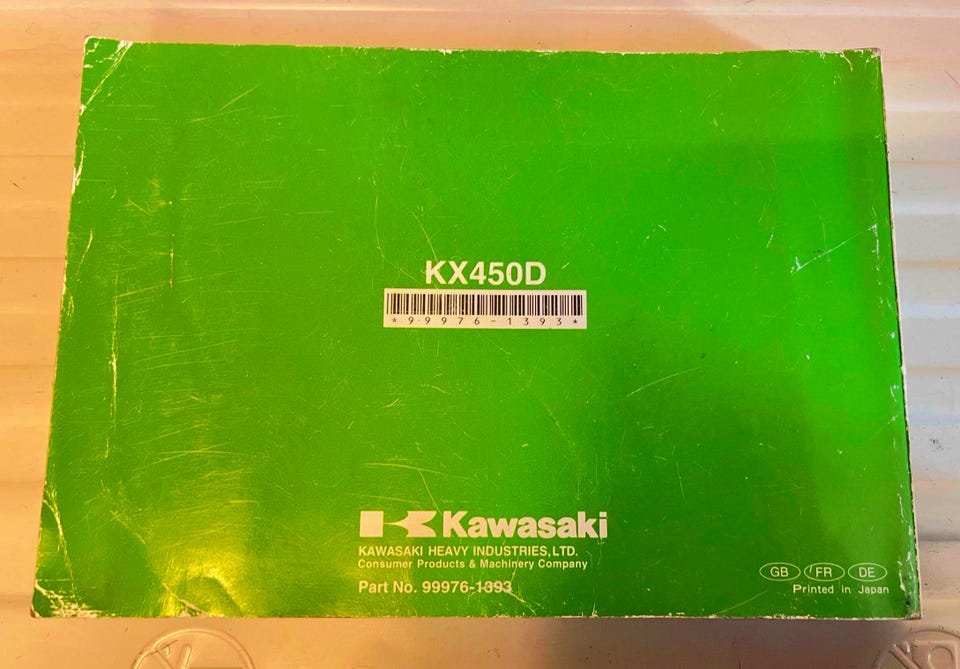 KX450D
*99976-1393*
Kawasaki
KAWASAKI HEAVY INDUSTRIES,LTD.
Consumer Products & Machinery Company
Part No. 99976-1393
GB FR DE
Printed in Japan